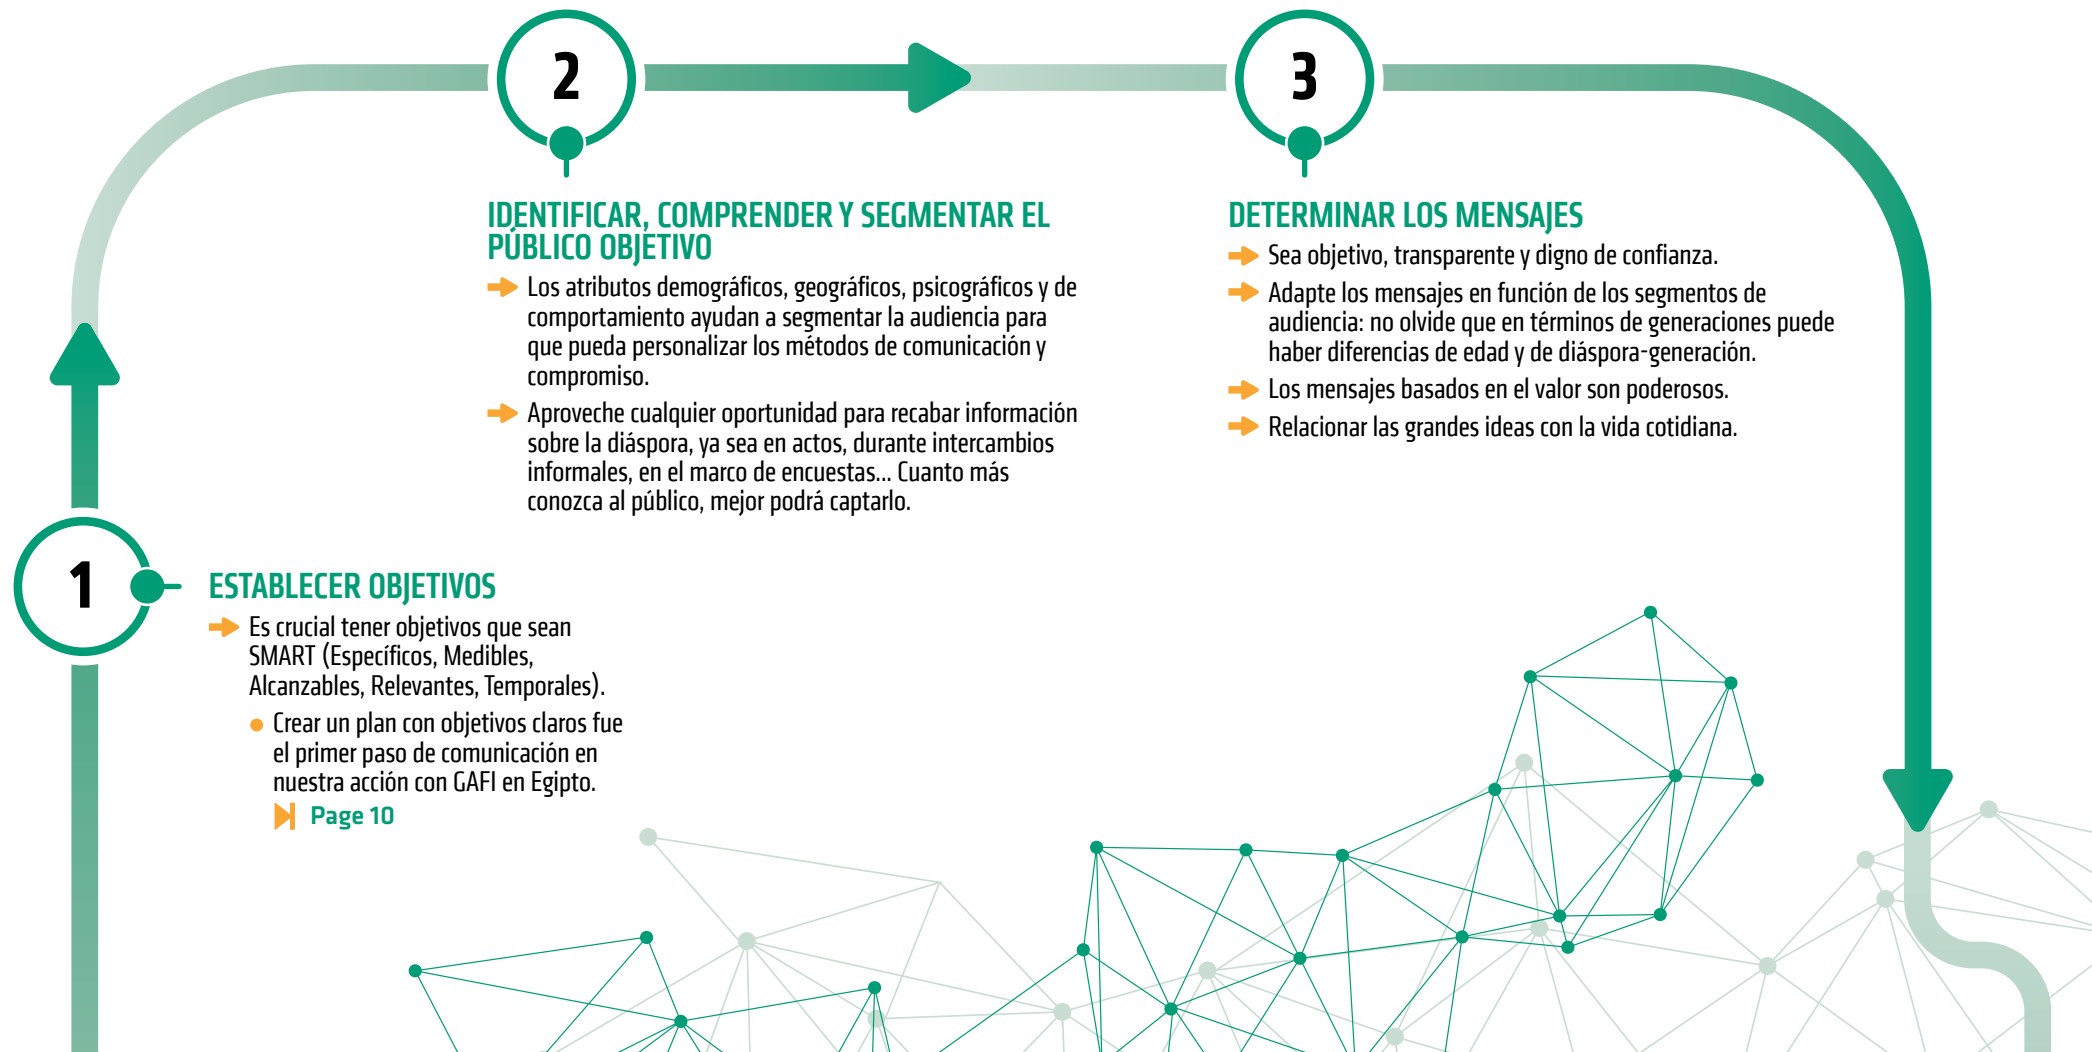 1
ESTABLECER OBJETIVOS
Es crucial tener objetivos que sean
SMART (Específicos, Medibles,
Alcanzables, Relevantes, Temporales).
Crear un plan con objetivos claros fue
el primer paso de comunicación en
nuestra acción con GAFI en Egipto.
Page 10
2
IDENTIFICAR, COMPRENDER Y SEGMENTAR EL
PÚBLICO OBJETIVO
Los atributos demográficos, geográficos, psicográficos y de
comportamiento ayudan a segmentar la audiencia para
que pueda personalizar los métodos de comunicación y
compromiso.
Aproveche cualquier oportunidad para recabar información
sobre la diáspora, ya sea en actos, durante intercambios
informales, en el marco de encuestas... Cuanto más
conozca al público, mejor podrá captarlo.
3
DETERMINAR LOS MENSAJES
Sea objetivo, transparente y digno de confianza.
Adapte los mensajes en función de los segmentos de
audiencia: no olvide que en términos de generaciones puede
haber diferencias de edad y de diáspora-generación.
Los mensajes basados en el valor son poderosos.
Relacionar las grandes ideas con la vida cotidiana.